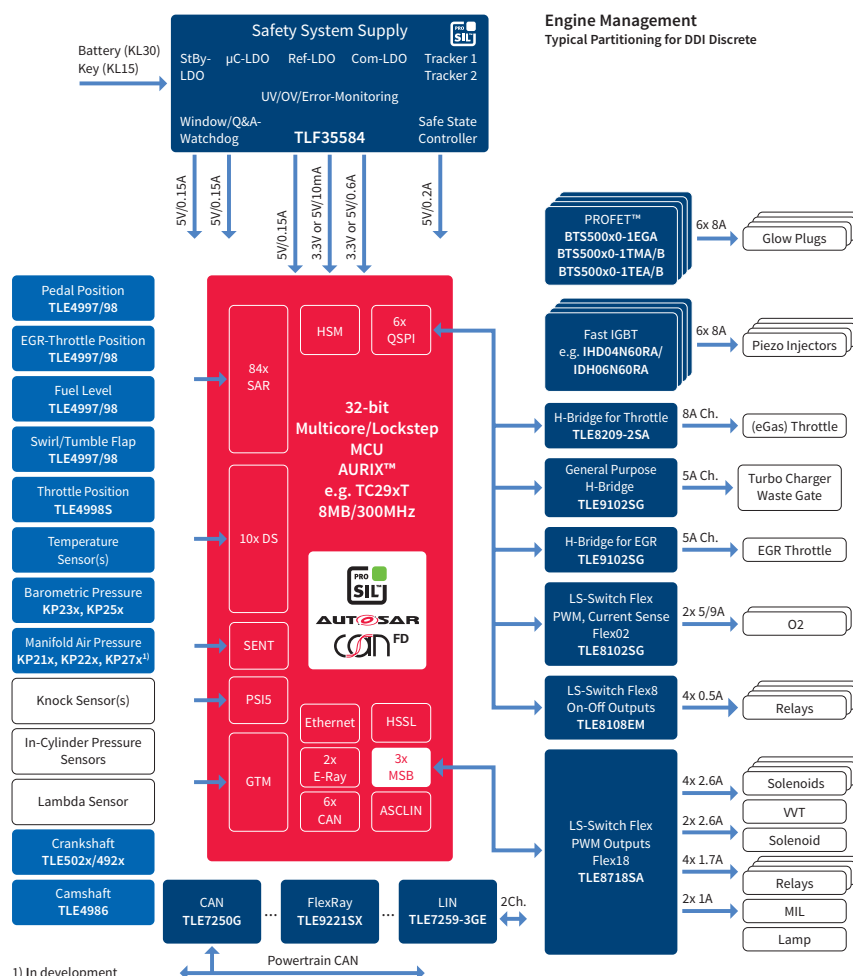 Engine Management
Typical Partitioning for DDI Discrete
Battery (KL30)
Key (KL15)
Safety System Supply
PRO
SIL™
StBy-
LDO
µC-LDO
Ref-LDO
Com-LDO
Tracker 1
Tracker 2
UV/OV/Error-Monitoring
Window/Q&A-
Watchdog
TLF35584
Safe State
Controller
5V/0.15A
5V/0.15A
5V/0.15A
3.3V or 5V/10mA
3.3V or 5V/0.6A
5V/0.2A
Pedal Position
TLE4997/98
EGR-Throttle Position
TLE4997/98
Fuel Level
TLE4997/98
Swirl/Tumble Flap
TLE4997/98
Throttle Position
TLE4998S
Temperature
Sensor(s)
Barometric Pressure
KP23x, KP25x
Manifold Air Pressure
KP21x, KP22x, KP27x1)
Knock Sensor(s)
In-Cylinder Pressure
Sensors
Lambda Sensor
Crankshaft
TLE502x/492x
Camshaft
TLE4986
1) In development
84x
SAR
HSM
6x
QSPI
32-bit
Multicore/Lockstep
MCU
AURIX™
e.g. TC29xT
8MB/300MHz
10x DS
PRO
SIL™
AUTOSAR
CAN FD
SENT
PSI5
GTM
Ethernet
HSSL
2x
E-Ray
3x
MSB
6x
CAN
ASCLIN
CAN
TLE7250G
...
FlexRay
TLE9221SX
...
LIN
TLE7259-3GE
2Ch.
Powertrain CAN
PROFET™
BTS500x0-1EGA
BTS500x0-1TMA/B
BTS500x0-1TEA/B
6x 8A
Glow Plugs
Fast IGBT
e.g. IHD04N60RA/
IDH06N60RA
6x 8A
Piezo Injectors
H-Bridge for Throttle
TLE8209-2SA
8A Ch.
(eGas) Throttle
General Purpose
H-Bridge
TLE9102SG
5A Ch.
Turbo Charger
Waste Gate
H-Bridge for EGR
TLE9102SG
5A Ch.
EGR Throttle
LS-Switch Flex
PWM, Current Sense
Flex02
TLE8102SG
2x 5/9A
O2
LS-Switch Flex8
On-Off Outputs
TLE8108EM
4x 0.5A
Relays
LS-Switch Flex
PWM Outputs
Flex18
TLE8718SA
4x 2.6A
Solenoids
VVT
2x 2.6A
Solenoid
4x 1.7A
Relays
2x 1A
MIL
Lamp